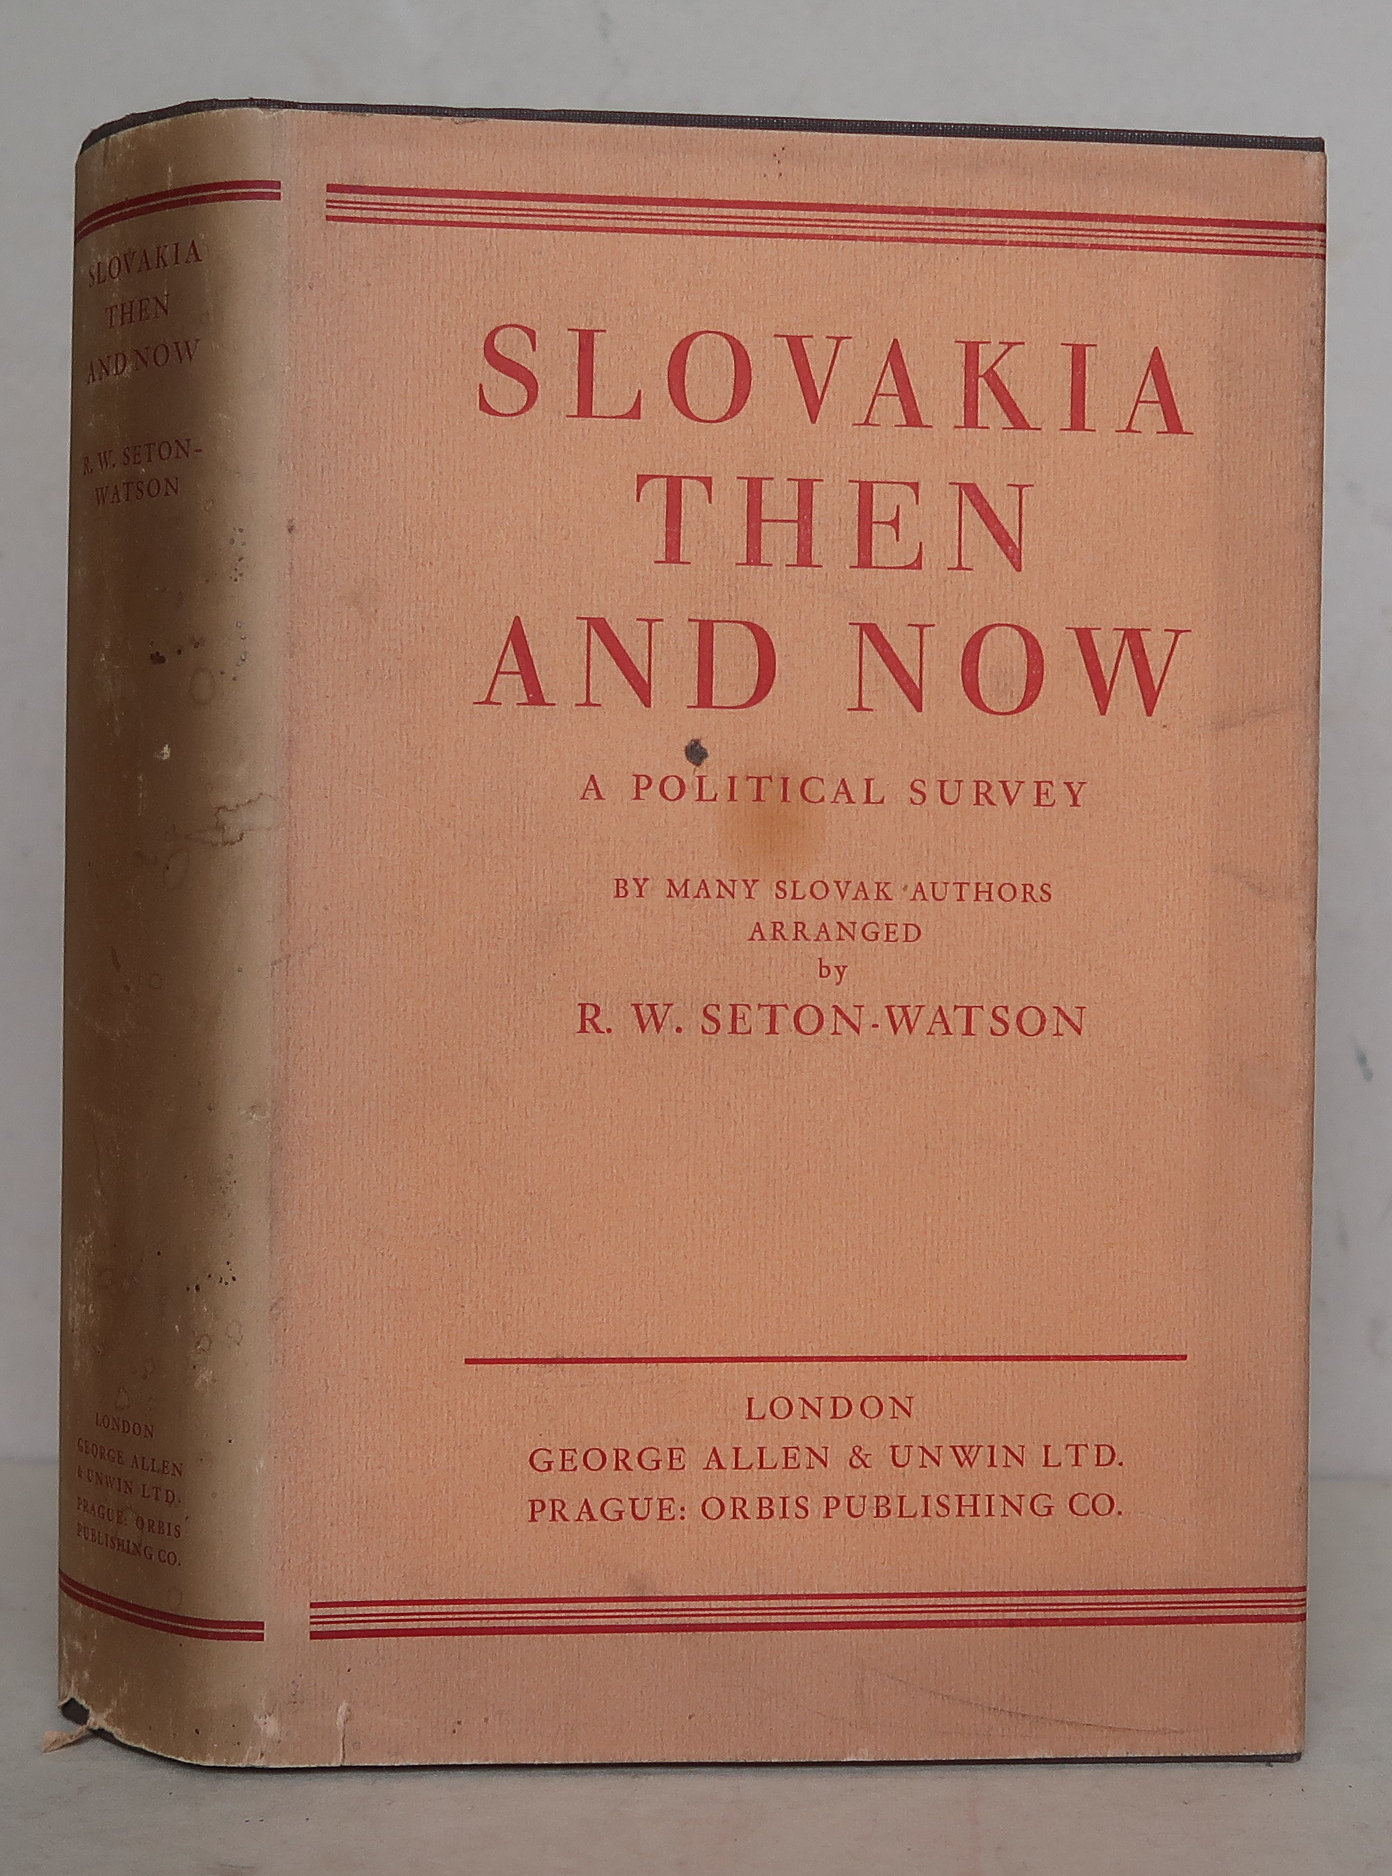 SLOVAKIA
THEN
AND NOW
R. W. SETON-
WATSON
LONDON
GEORGE ALLEN
& UNWIN LTD.
PRAGUE: ORBIS
PUBLISHING CO.
SLOVAKIA
THEN
AND NOW
A POLITICAL SURVEY
BY MANY SLOVAK AUTHORS
ARRANGED
by
R. W. SETON-WATSON
LONDON
GEORGE ALLEN & UNWIN LTD.
PRAGUE: ORBIS PUBLISHING CO.